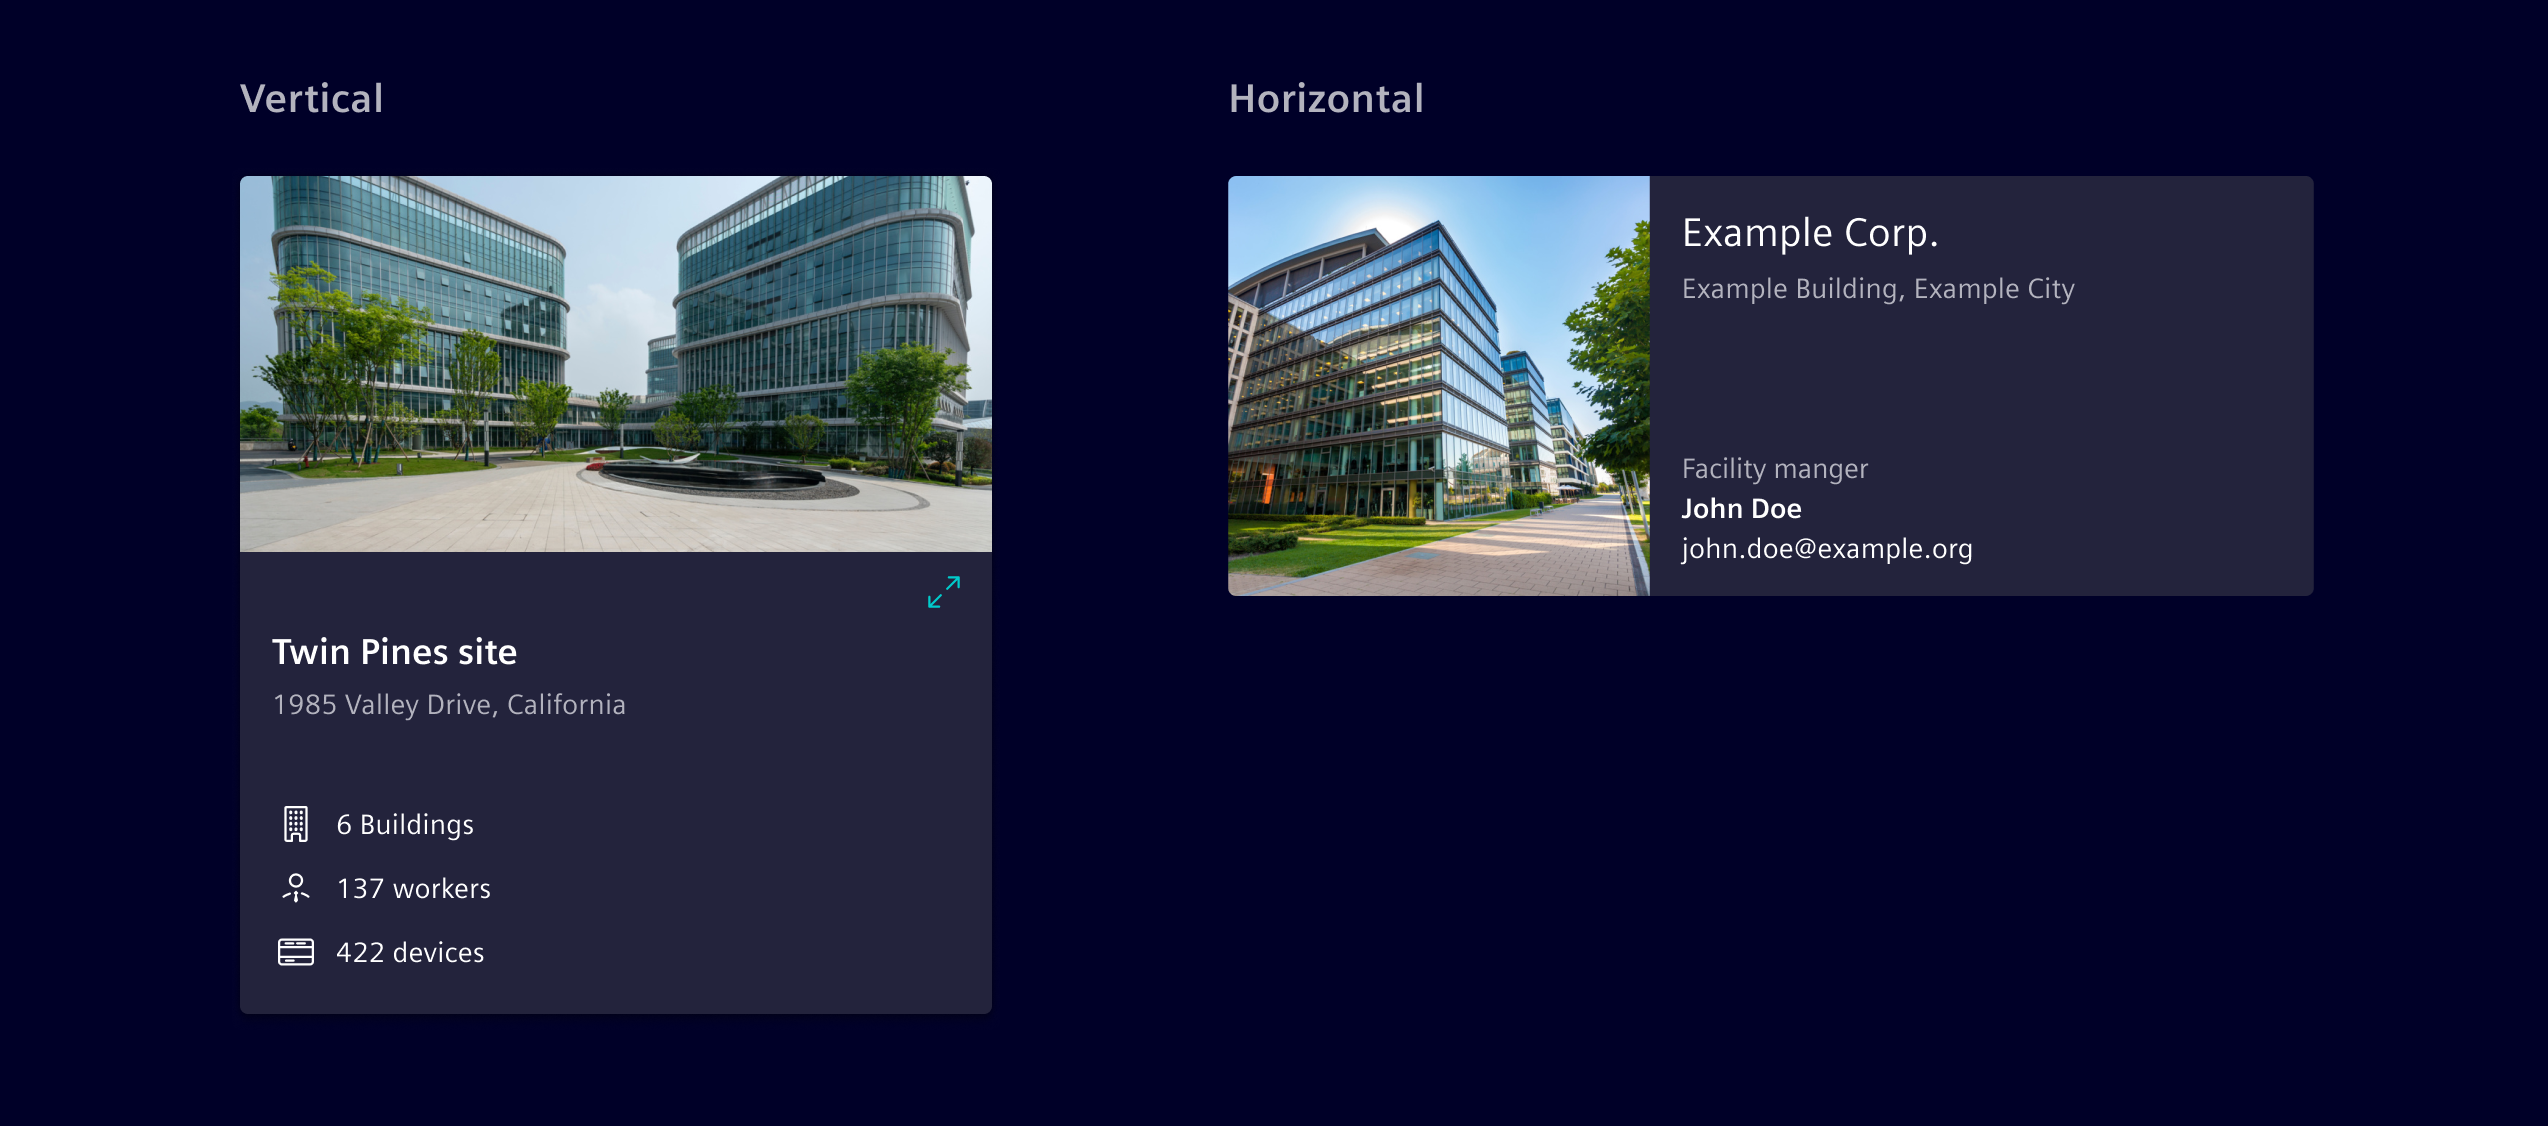 Vertical
Twin Pines site
1985 Valley Drive, California
6 Buildings
137 workers
422 devices
Horizontal
Example Corp.
Example Building, Example City
Facility manger
John Doe
john.doe@example.org